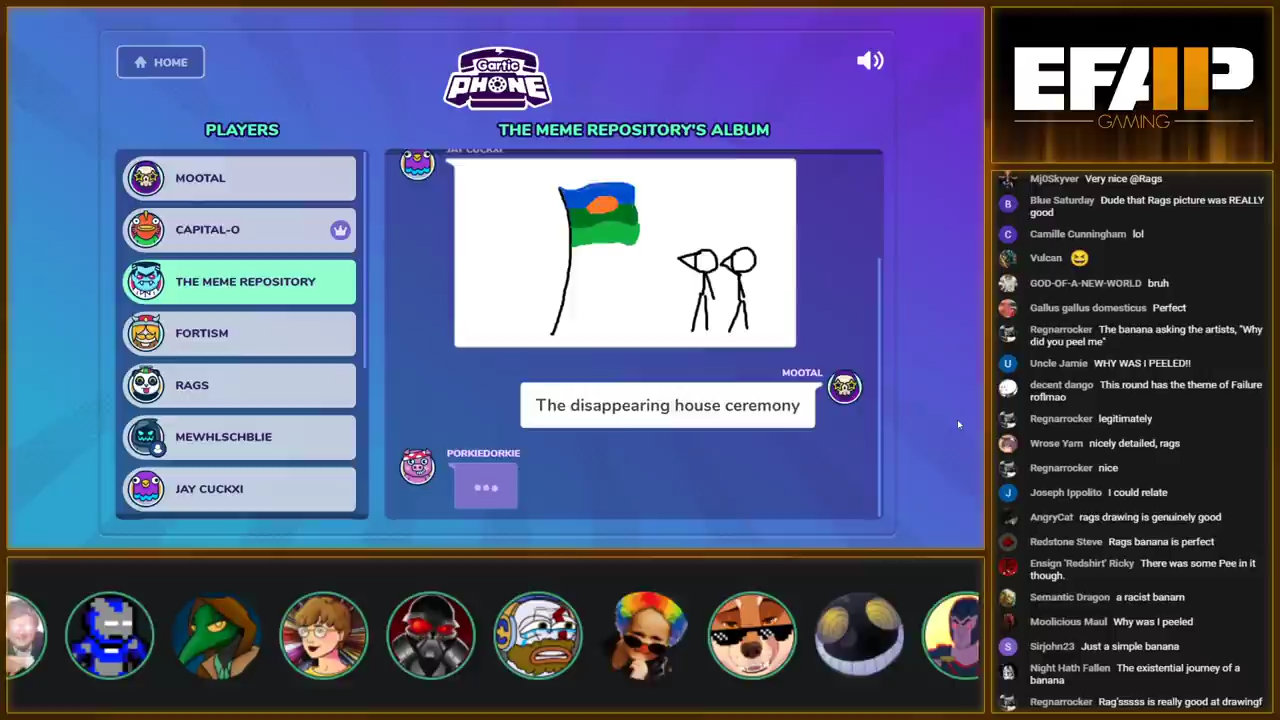 HOME
Gartic
PHONE
PLAYERS
THE MEME REPOSITORY'S ALBUM
MOOTAL
CAPITAL-O
THE MEME REPOSITORY
FORTISM
RAGS
MEWHLSCHBLIE
JAY CUCKXI
JAY CUCKXI
MOOTAL
The disappearing house ceremony
PORKIEDORKIE
EFAP
GAMING
Mj0Skyver Very nice @Rags
B Blue Saturday Dude that Rags picture was REALLY
good
C Camille Cunningham lol
Vulcan
GOD-OF-A-NEW-WORLD bruh
Gallus gallus domesticus Perfect
Regnarrocker The banana asking the artists, "Why
did you peel me"
U Uncle Jamie WHY WAS I PEELED!!
decent dango This round has the theme of Failure
roflmao
Regnarrocker legitimately
Wrose Yarn nicely detailed, rags
Regnarrocker nice
J Joseph Ippolito I could relate
AngryCat rags drawing is genuinely good
Redstone Steve Rags banana is perfect
Ensign 'Redshirt' Ricky There was some Pee in it
though.
Semantic Dragon a racist banarn
Moolicious Maul Why was I peeled
S Sirjohn23 Just a simple banana
Night Hath Fallen The existential journey of a
banana
Regnarrocker Rag'sssss is really good at drawingf